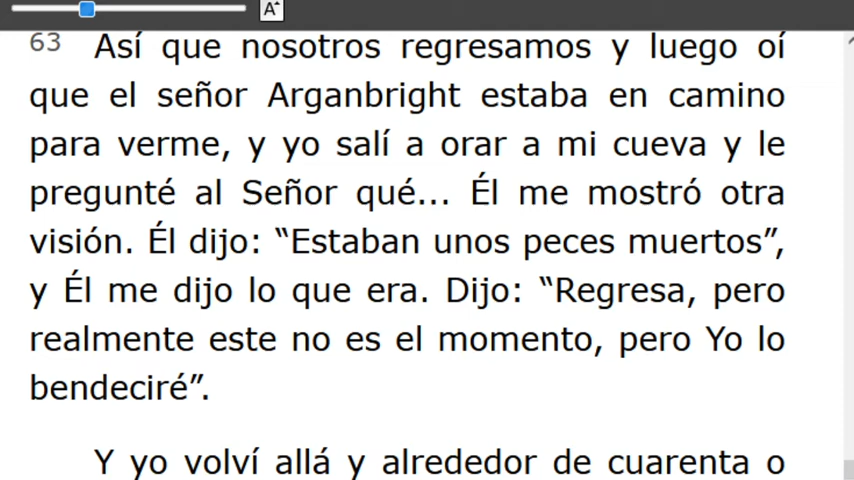 A
63 Así que nosotros regresamos y luego oí
que el señor Arganbright estaba en camino
para verme, y yo salí a orar a mi cueva y le
pregunté al Señor qué... Él me mostró otra
visión. Él dijo: “Estaban unos peces muertos”,
y Él me dijo lo que era. Dijo: “Regresa, pero
realmente este no es el momento, pero Yo lo
bendeciré”.
Y yo volví allá y alrededor de cuarenta o